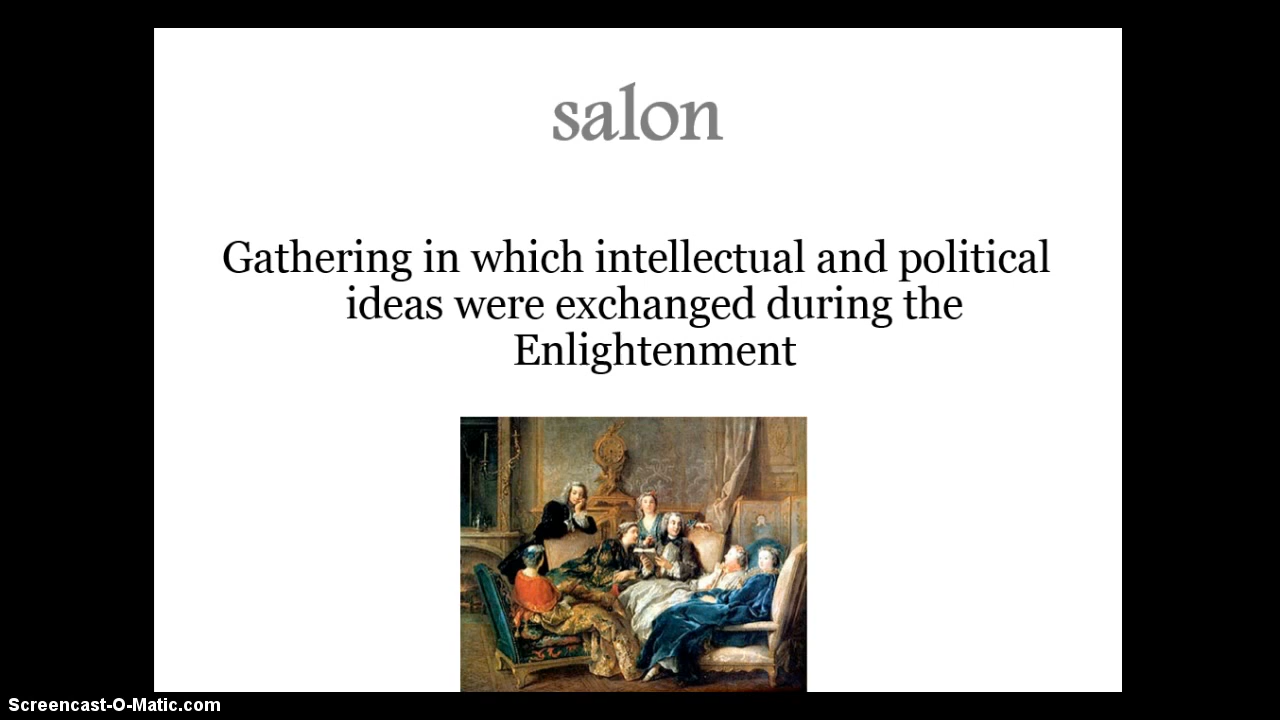 salon
Gathering in which intellectual and political
ideas were exchanged during the
Enlightenment
Screencast-O-Matic.com